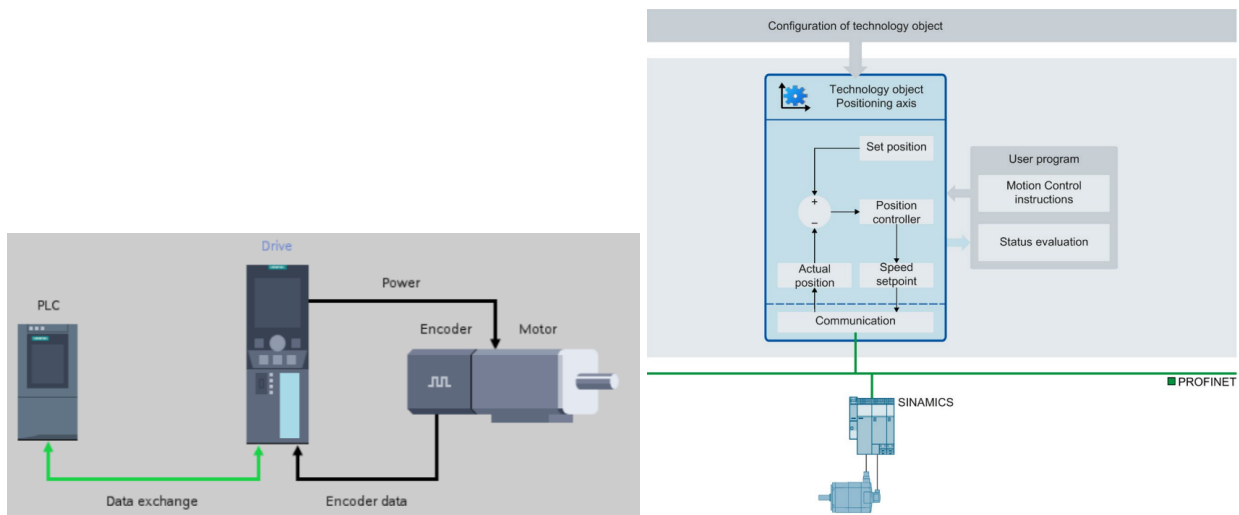 Drive
Power
PLC
Encoder
Motor
Data exchange
Encoder data
Configuration of technology object
Technology object
Positioning axis
Set position
User program
Motion Control
instructions
+
Position
controller
−
Status evaluation
Actual
position
Speed
setpoint
Communication
PROFINET
SINAMICS